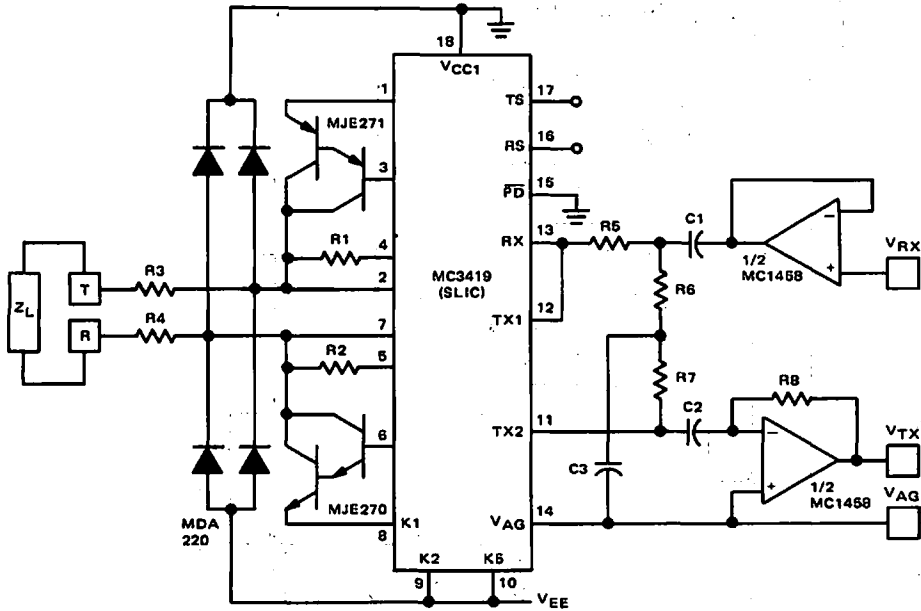 18
VCC1
1
MJE271
3
R1
4
2
7
R2
5
6
MJE270
K1
8
K2
9
K5
10
VEE
MC3419
(SLIC)
TS
17
RS
16
PD
15
RX
13
TX1
12
TX2
11
VAG
14
ZL
T
R
R3
R4
MDA
220
R5
C1
R6
R7
C2
C3
R8
1/2
MC1458
VRX
1/2
MC1458
VTX
VAG
-
+
-
+